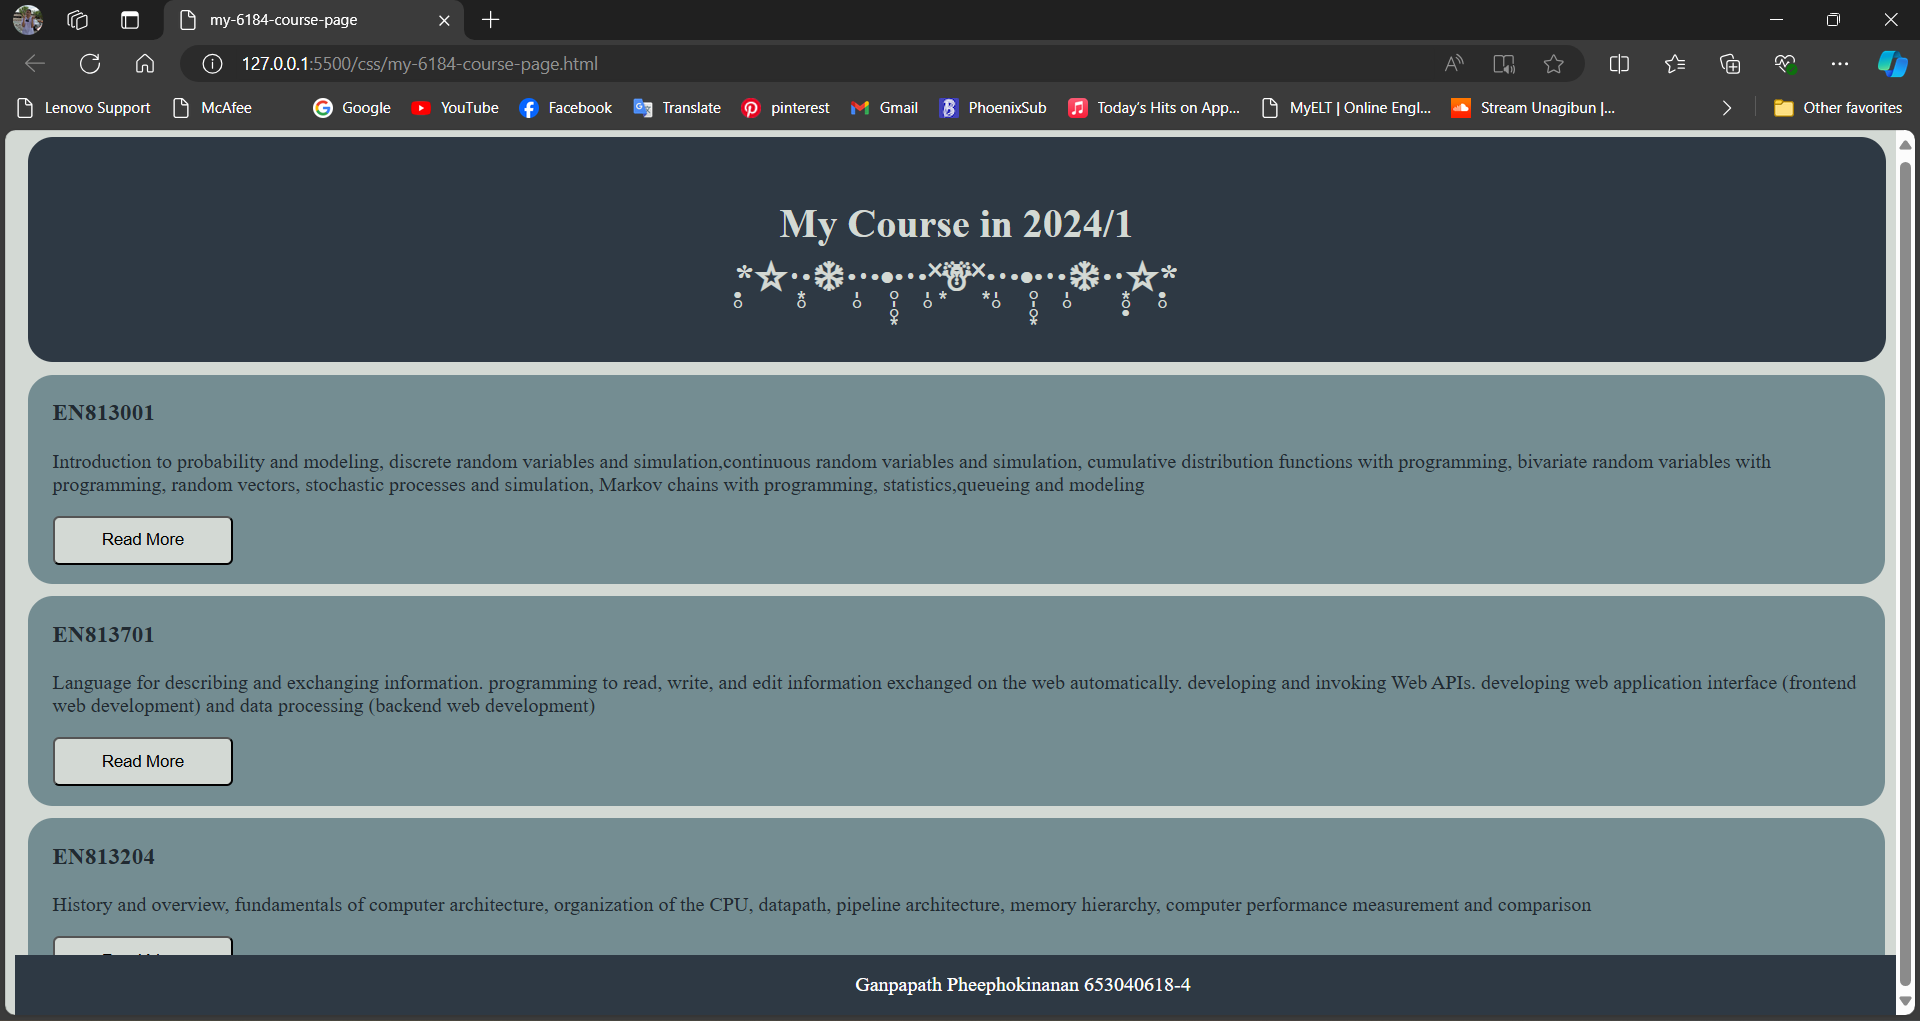 my-6184-course-page
127.0.0.1:5500/css/my-6184-course-page.html
Lenovo Support McAfee Google YouTube Facebook Translate pinterest Gmail PhoenixSub Today's Hits on App... MyELT | Online Engl... Stream Unagibun |... Other favorites
My Course in 2024/1
EN813001
Introduction to probability and modeling, discrete random variables and simulation,continuous random variables and simulation, cumulative distribution functions with programming, bivariate random variables with
programming, random vectors, stochastic processes and simulation, Markov chains with programming, statistics,queueing and modeling
Read More
EN813701
Language for describing and exchanging information. programming to read, write, and edit information exchanged on the web automatically. developing and invoking Web APIs. developing web application interface (frontend
web development) and data processing (backend web development)
Read More
EN813204
History and overview, fundamentals of computer architecture, organization of the CPU, datapath, pipeline architecture, memory hierarchy, computer performance measurement and comparison
Ganpapath Pheephokinanan 653040618-4